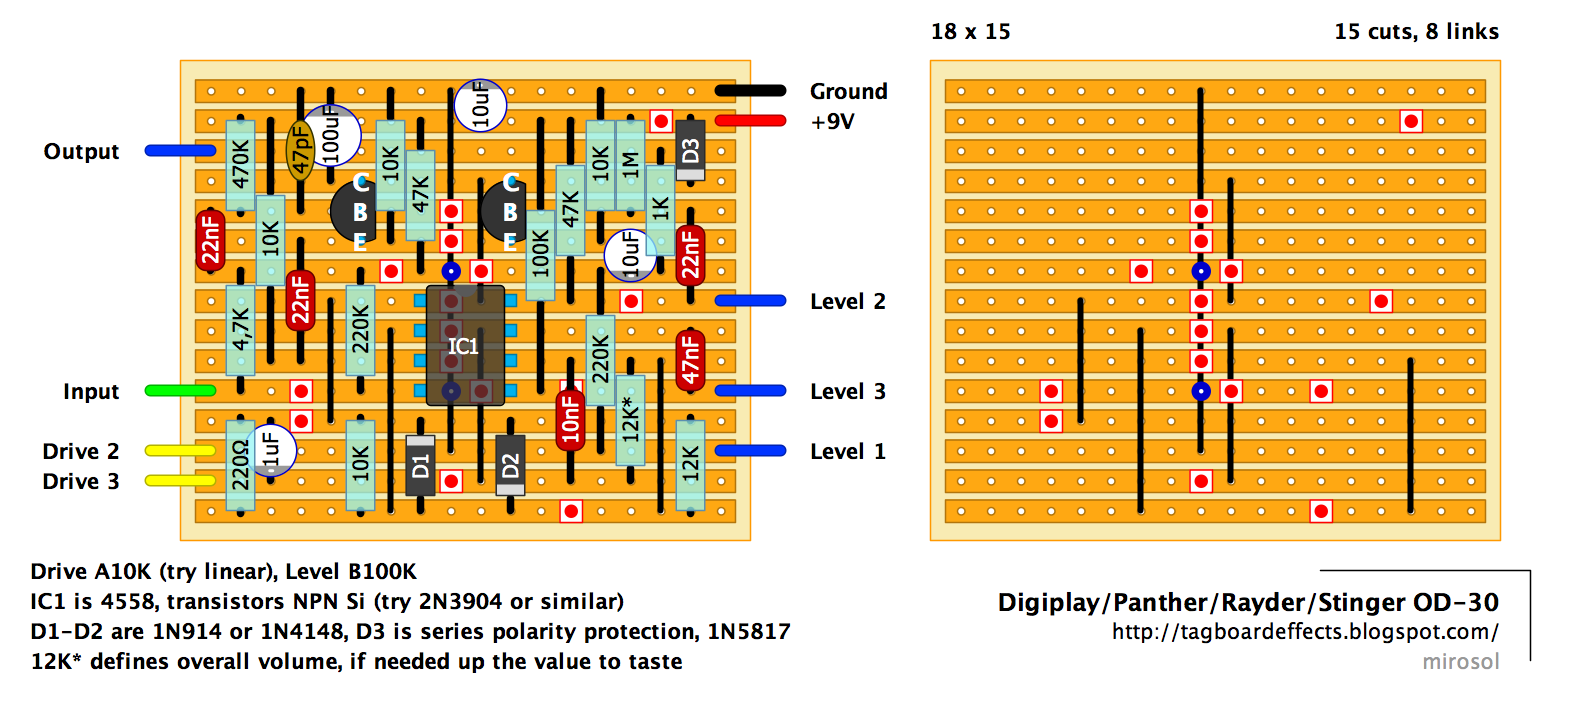 18 x 15
15 cuts, 8 links
Ground
+9V
Output
Level 2
Input
Level 3
Drive 2
Level 1
Drive 3
470K
47pF
100uF
10K
47K
10uF
C
B
E
C
B
E
10K
1M
D3
47K
1K
22nF
10K
100K
10uF
22nF
4,7K
22nF
220K
IC1
220K
47nF
10nF
12K*
220Ω
1uF
10K
D1
D2
12K
Drive A10K (try linear), Level B100K
IC1 is 4558, transistors NPN Si (try 2N3904 or similar)
D1-D2 are 1N914 or 1N4148, D3 is series polarity protection, 1N5817
12K* defines overall volume, if needed up the value to taste
Digiplay/Panther/Rayder/Stinger OD-30
http://tagboardeffects.blogspot.com/
mirosol